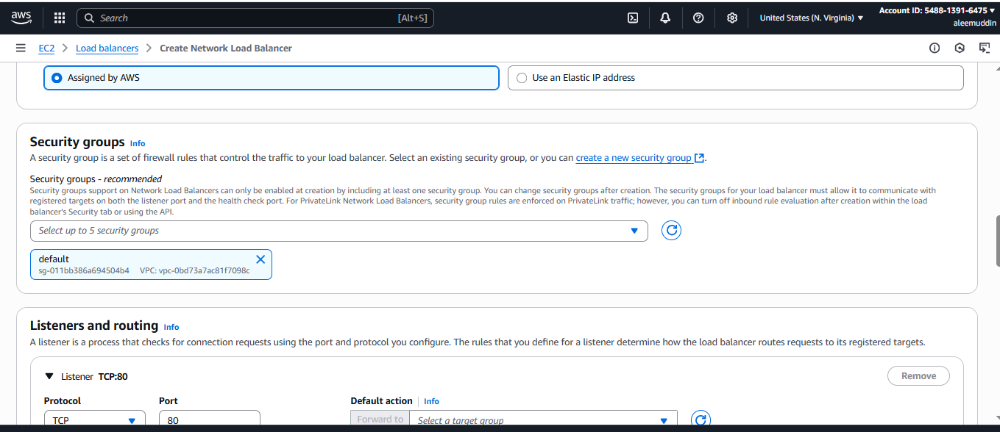 aws
Search
[Alt+S]
United States (N. Virginia)
Account ID: 5488-1391-6475
aleemuddin
EC2
Load balancers
Create Network Load Balancer
Assigned by AWS
Use an Elastic IP address
Security groups Info
A security group is a set of firewall rules that control the traffic to your load balancer. Select an existing security group, or you can create a new security group.
Security groups - recommended
Security groups support on Network Load Balancers can only be enabled at creation by including at least one security group. You can change security groups after creation. The security groups for your load balancer must allow it to communicate with
registered targets on both the listener port and the health check port. For PrivateLink Network Load Balancers, security group rules are enforced on PrivateLink traffic; however, you can turn off inbound rule evaluation after creation within the load
balancer's Security tab or using the API.
Select up to 5 security groups
default
sg-011bb386a694504b4 VPC: vpc-0bd73a7ac81f7098c
Listeners and routing Info
A listener is a process that checks for connection requests using the port and protocol you configure. The rules that you define for a listener determine how the load balancer routes requests to its registered targets.
Listener TCP:80
Remove
Protocol
Port
Default action
Info
TCP
80
Forward to
Select a target group